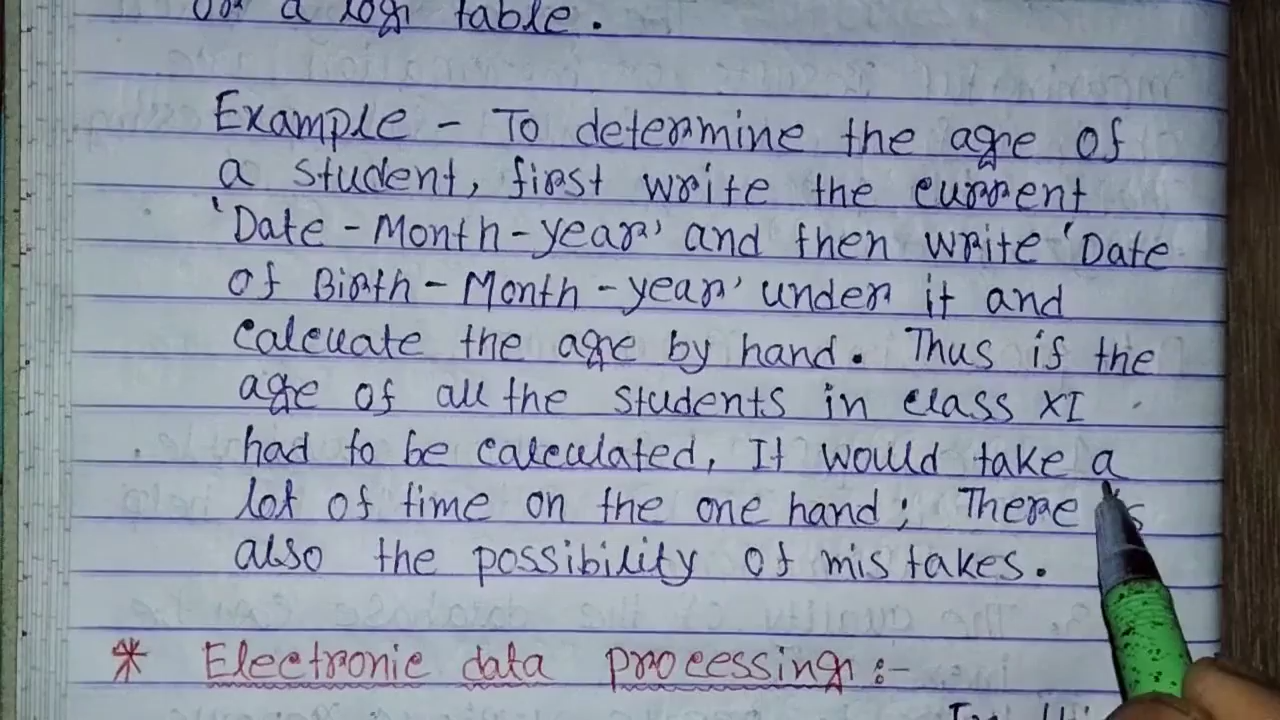 or a log table.
Example - To determine the age of
a student, first write the current
'Date - Month - year' and then write 'Date
of Birth - Month - year' under it and
calcuate the age by hand. Thus is the
age of all the students in class XI
had to be calculated, It would take a
lot of time on the one hand; There is
also the possibility of mistakes.
* Electronic data processing :-